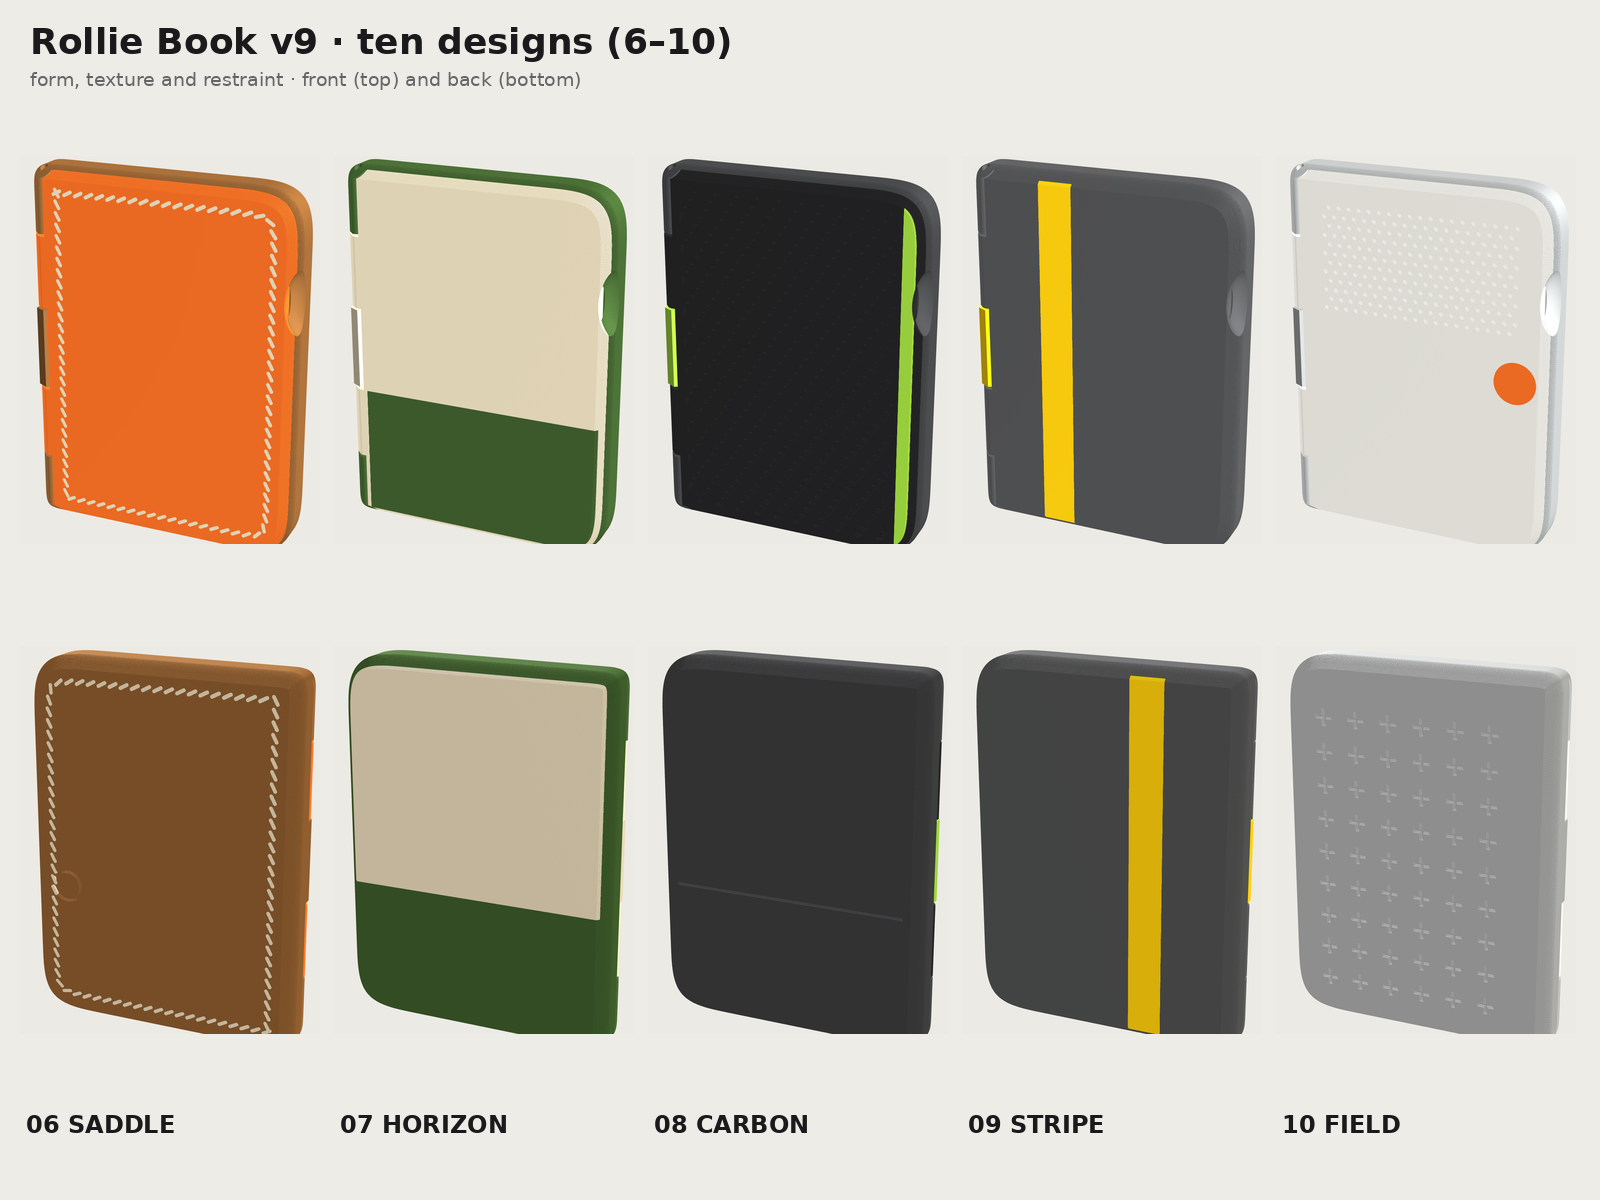 Rollie Book v9 · ten designs (6–10)
form, texture and restraint · front (top) and back (bottom)
06 SADDLE
07 HORIZON
08 CARBON
09 STRIPE
10 FIELD